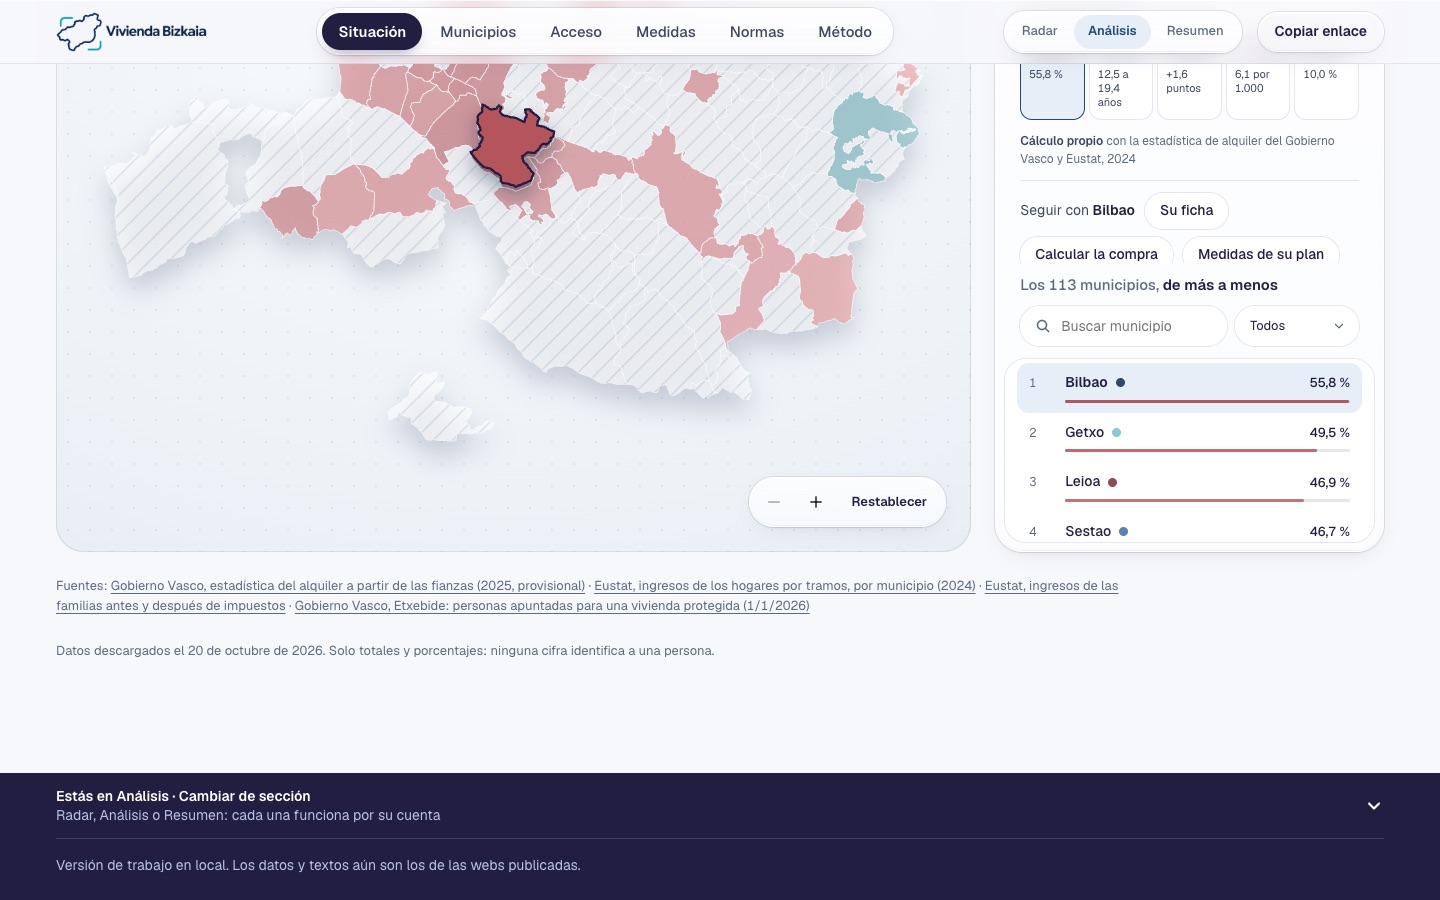 Vivienda Bizkaia
Situación
Municipios
Acceso
Medidas
Normas
Método
Radar
Análisis
Resumen
Copiar enlace
55,8 %
12,5 a
19,4
años
+1,6
puntos
6,1 por
1.000
10,0 %
Cálculo propio con la estadística de alquiler del Gobierno
Vasco y Eustat, 2024
Seguir con Bilbao
Su ficha
Calcular la compra
Medidas de su plan
Los 113 municipios, de más a menos
Buscar municipio
Todos
1 Bilbao 55,8 %
2 Getxo 49,5 %
3 Leioa 46,9 %
4 Sestao 46,7 %
Restablecer
Fuentes: Gobierno Vasco, estadística del alquiler a partir de las fianzas (2025, provisional) · Eustat, ingresos de los hogares por tramos, por municipio (2024) · Eustat, ingresos de las
familias antes y después de impuestos · Gobierno Vasco, Etxebide: personas apuntadas para una vivienda protegida (1/1/2026)
Datos descargados el 20 de octubre de 2026. Solo totales y porcentajes: ninguna cifra identifica a una persona.
Estás en Análisis · Cambiar de sección
Radar, Análisis o Resumen: cada una funciona por su cuenta
Versión de trabajo en local. Los datos y textos aún son los de las webs publicadas.